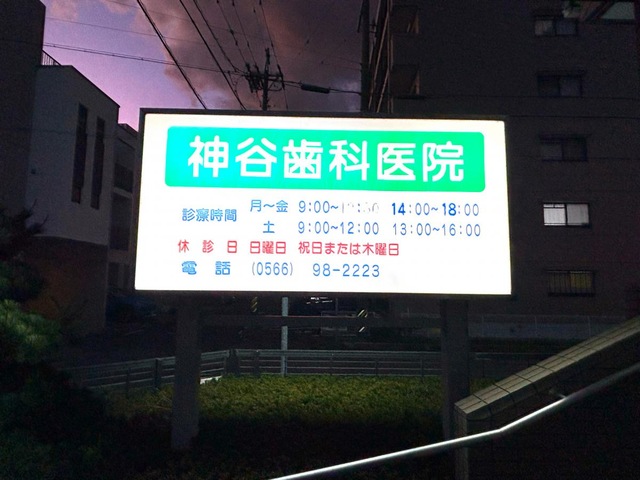 神谷歯科医院
診療時間 月～金 9:00～ 14:00～18:00
土 9:00～12:00 13:00～16:00
休診日 日曜日 祝日または木曜日
電話 (0566) 98-2223